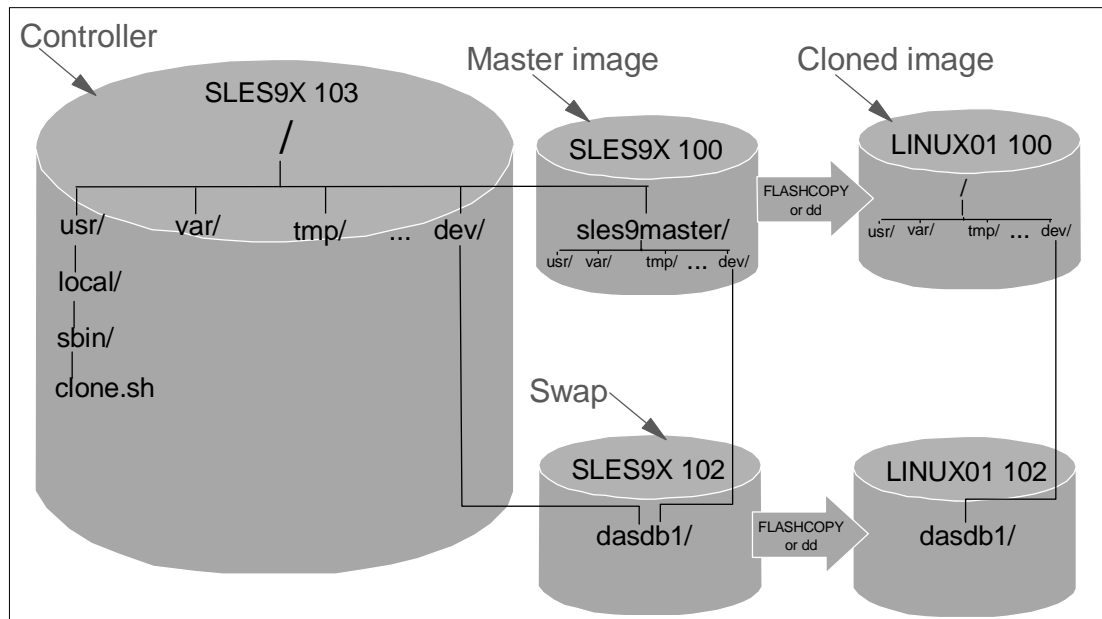 Controller
Master image
Cloned image
SLES9X 103
/
usr/ var/ tmp/ ... dev/
local/
sbin/
clone.sh
SLES9X 100
sles9master/
usr/ var/ tmp/ ... dev/
FLASHCOPY
or dd
LINUX01 100
/
usr/ var/ tmp/ ... dev/
Swap
SLES9X 102
dasdb1/
FLASHCOPY
or dd
LINUX01 102
dasdb1/